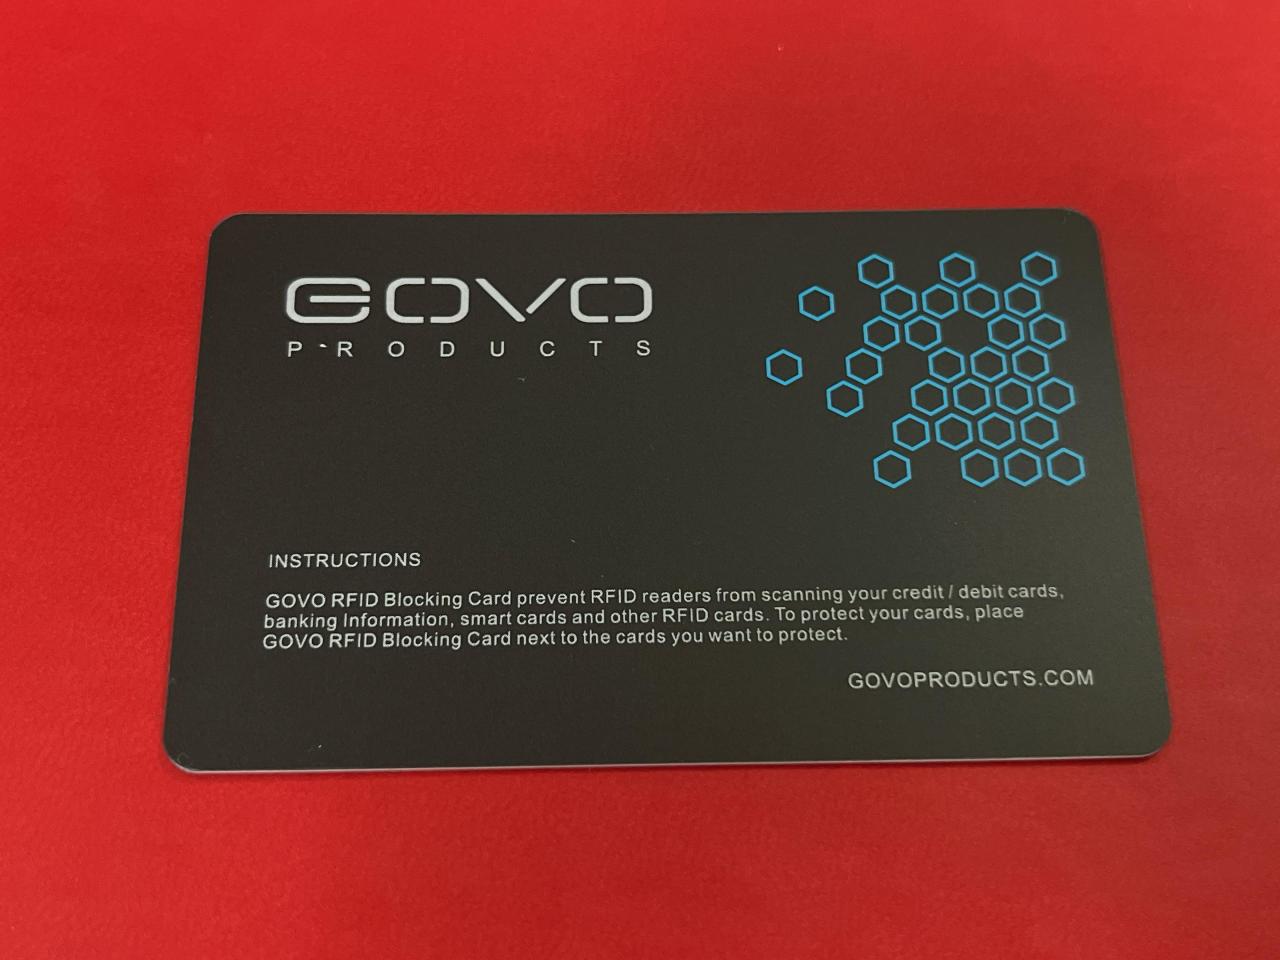 GOVO
PRODUCTS
INSTRUCTIONS
GOVO RFID Blocking Card prevent RFID readers from scanning your credit / debit cards,
banking Information, smart cards and other RFID cards. To protect your cards, place
GOVO RFID Blocking Card next to the cards you want to protect.
GOVOPRODUCTS.COM